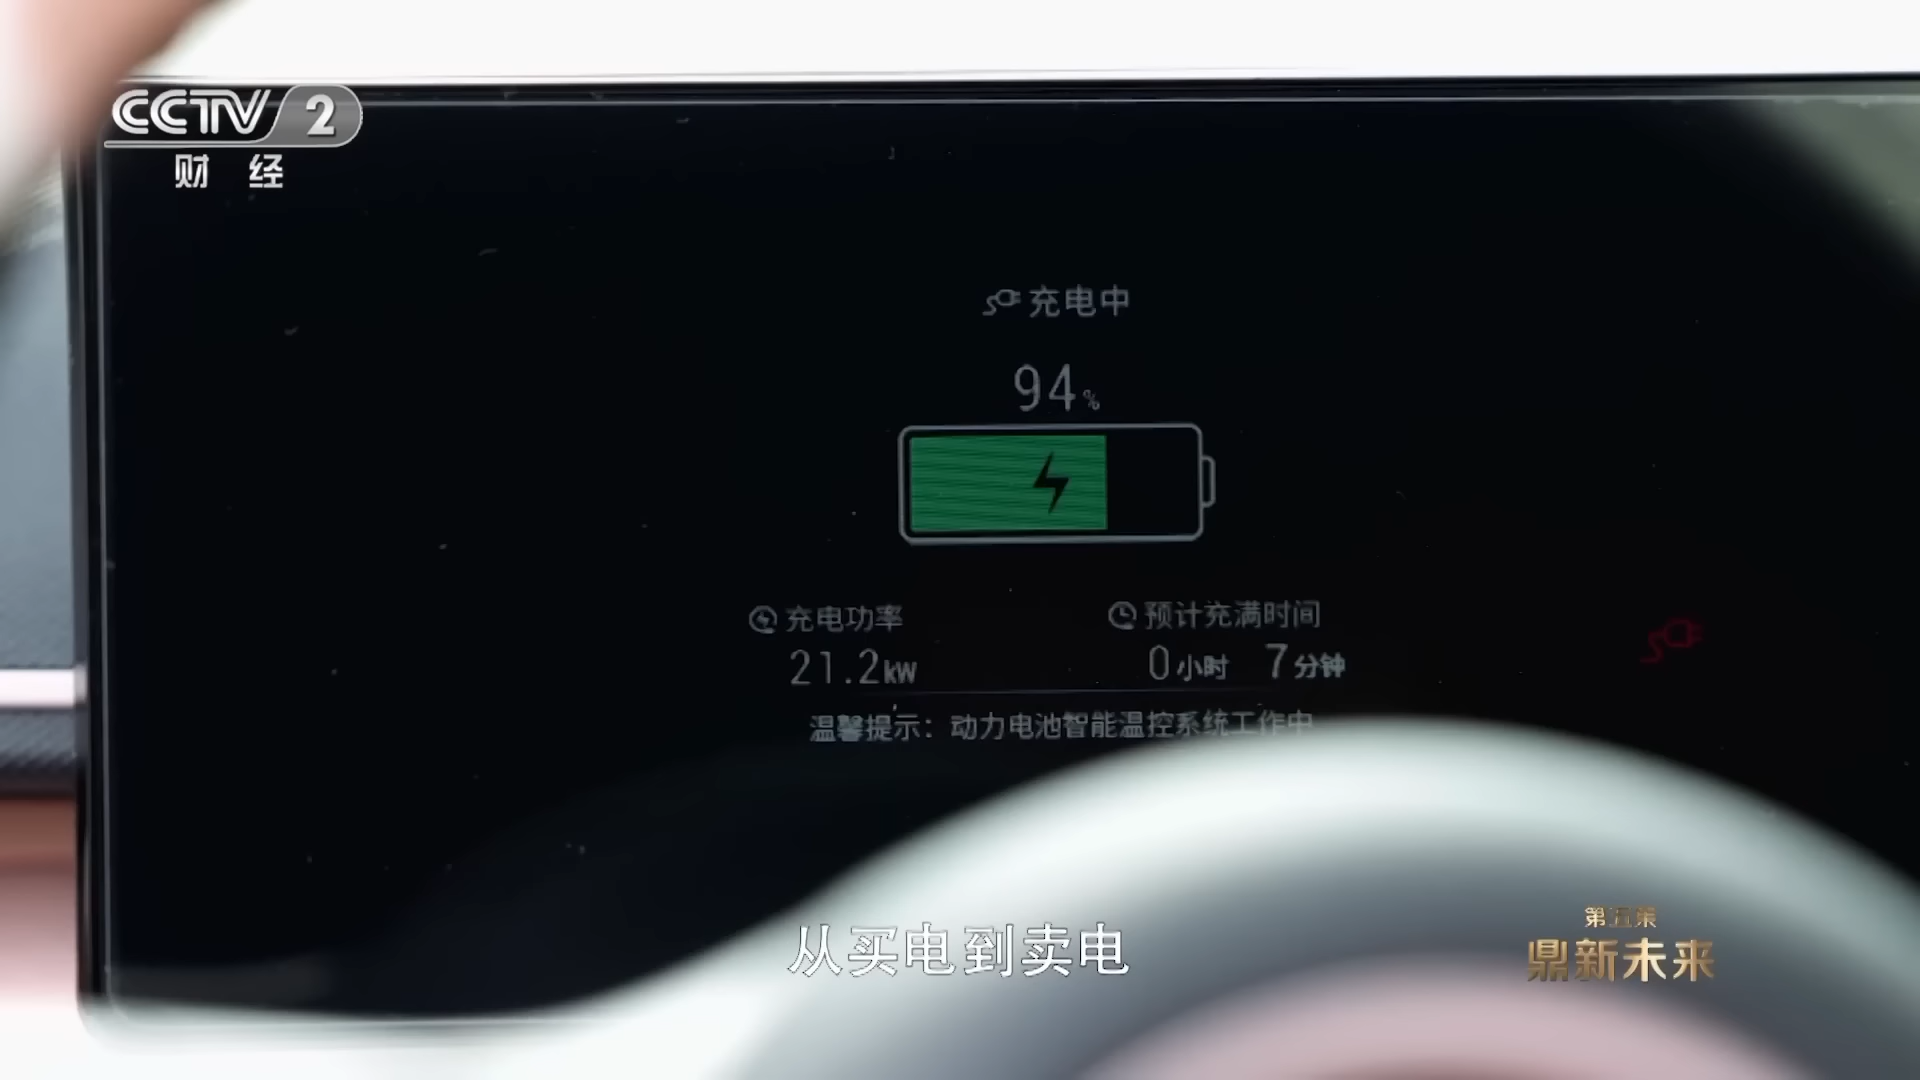 CCTV 2
财 经
充电中
94%
充电功率
预计充满时间
21.2kW
0小时 7分钟
温馨提示：动力电池智能温控系统工作中
从买电到卖电
第五集
鼎新未来